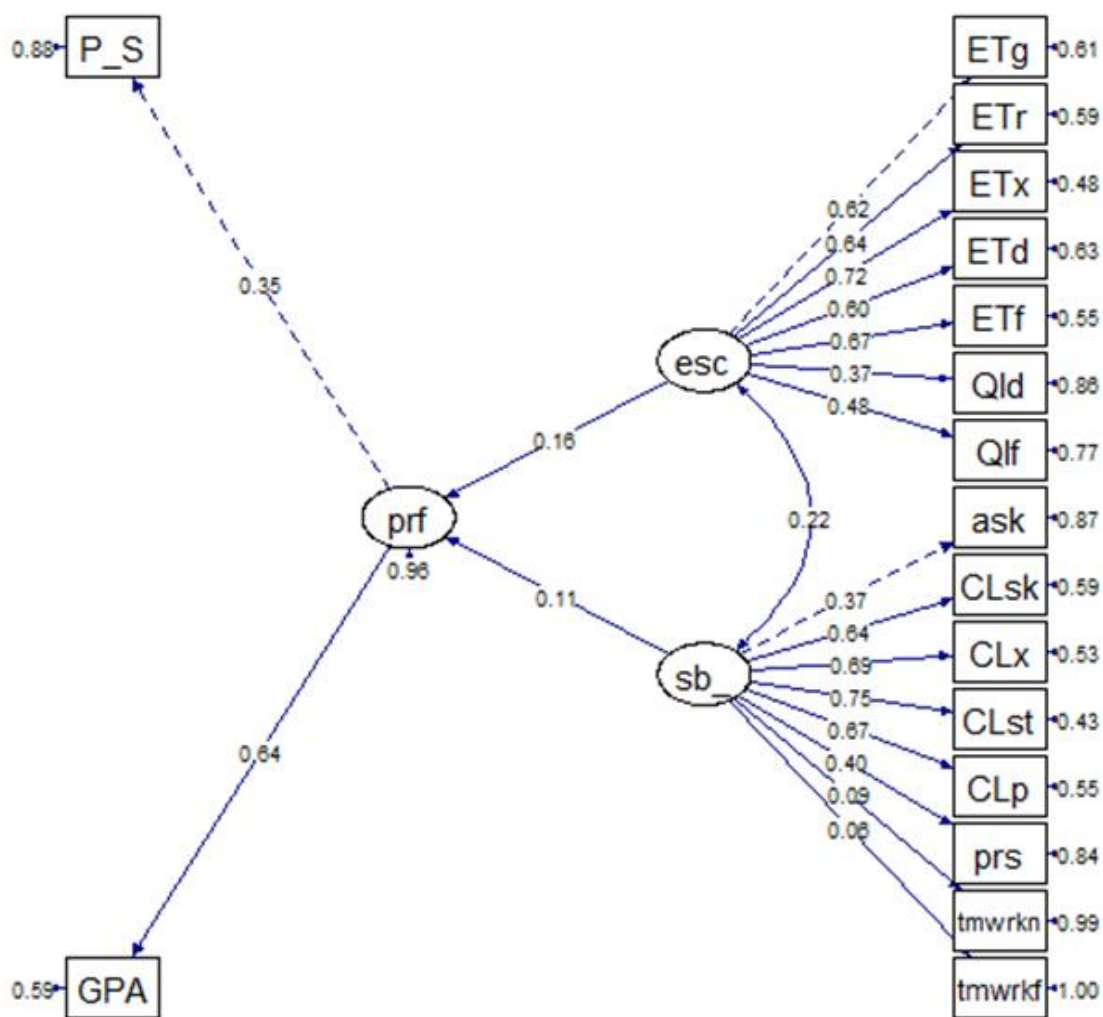 0.88 P_S
ETg 0.61
ETr 0.59
ETx 0.48
ETd 0.63
ETf 0.55
Qld 0.86
Qlf 0.77
ask 0.87
CLsk 0.59
CLx 0.53
CLst 0.43
CLp 0.55
prs 0.84
tmwrkn 0.99
tmwrkf 1.00
0.62
0.64
0.72
0.60
0.67
0.37
0.48
0.35
esc
0.16
0.22
prf
0.96
0.11
sb_
0.37
0.64
0.69
0.75
0.67
0.40
0.09
0.06
0.64
0.59 GPA